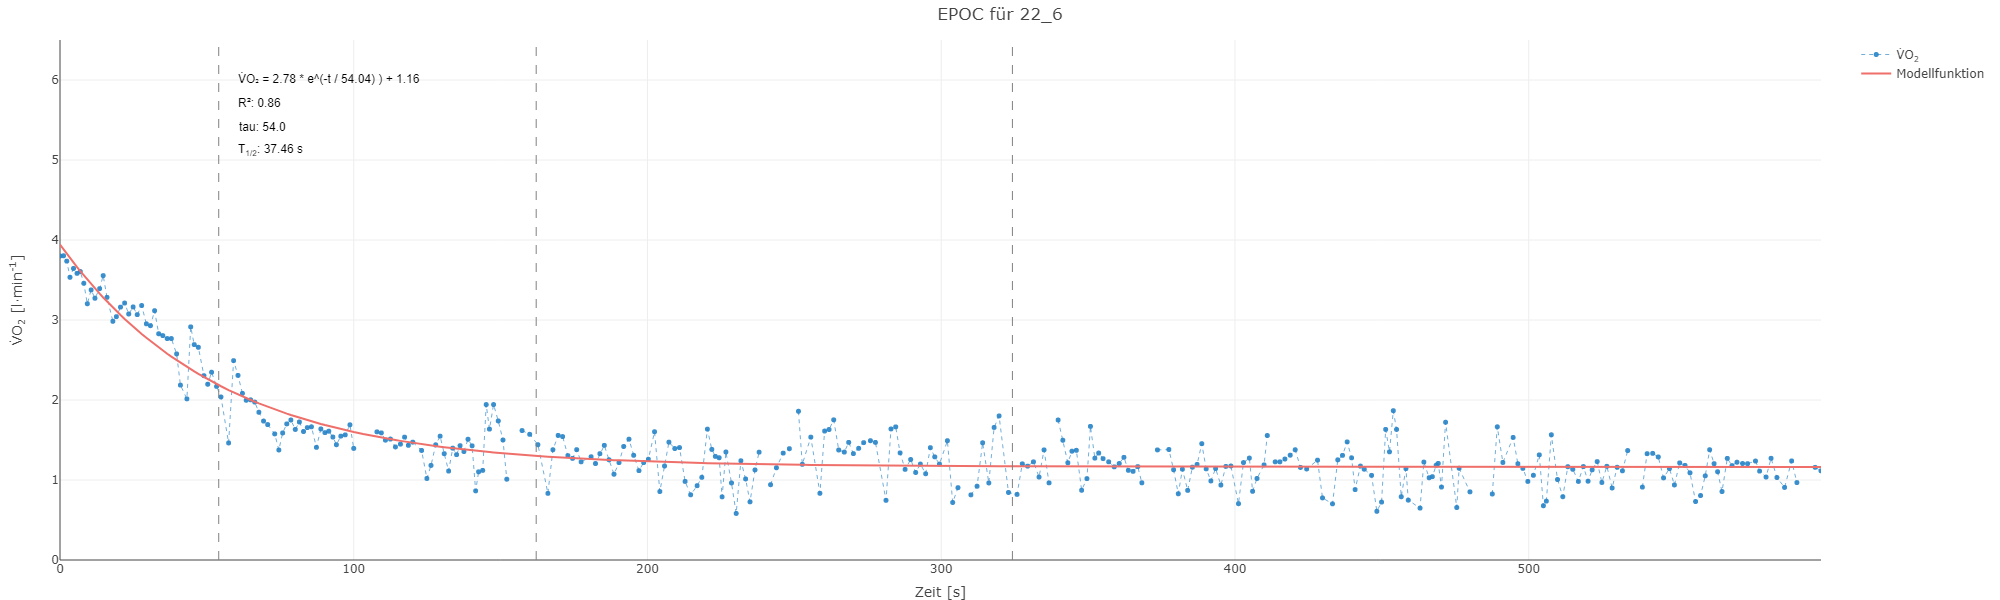 EPOC für 22_6
V̇O₂
Modellfunktion
V̇O₂ = 2.78 * e^(-t / 54.04) ) + 1.16
R²: 0.86
tau: 54.0
T₁/₂: 37.46 s
V̇O₂ [l·min⁻¹]
6
5
4
3
2
1
0
0 100 200 300 400 500
Zeit [s]